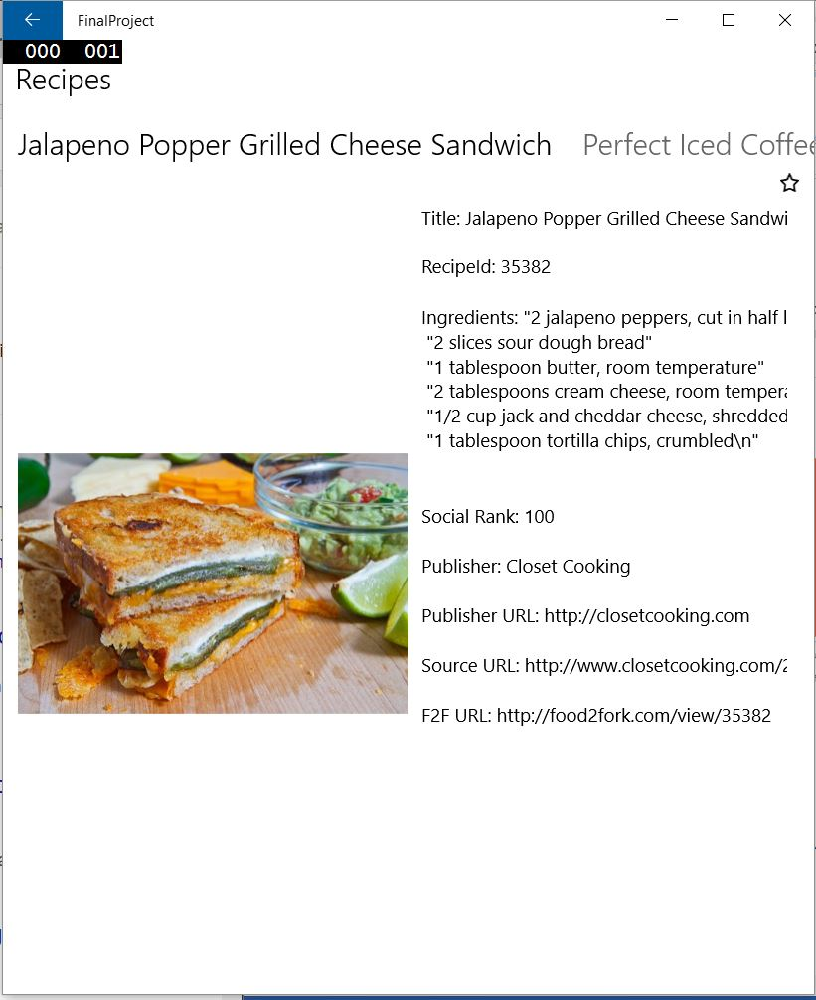 FinalProject
000 001
Recipes
Jalapeno Popper Grilled Cheese Sandwich Perfect Iced Coffee
Title: Jalapeno Popper Grilled Cheese Sandwi
RecipeId: 35382
Ingredients: "2 jalapeno peppers, cut in half l
"2 slices sour dough bread"
"1 tablespoon butter, room temperature"
"2 tablespoons cream cheese, room tempera
"1/2 cup jack and cheddar cheese, shredded
"1 tablespoon tortilla chips, crumbled\n"
Social Rank: 100
Publisher: Closet Cooking
Publisher URL: http://closetcooking.com
Source URL: http://www.closetcooking.com/2
F2F URL: http://food2fork.com/view/35382